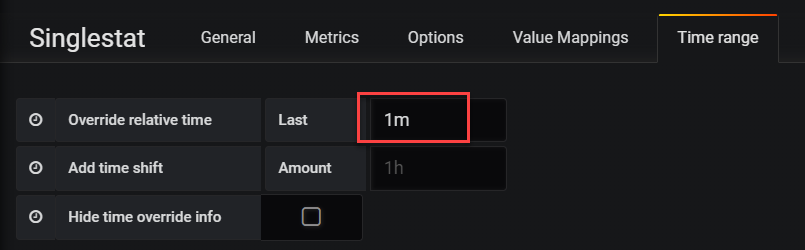 Singlestat General Metrics Options Value Mappings Time range
Override relative time Last 1m
Add time shift Amount 1h
Hide time override info